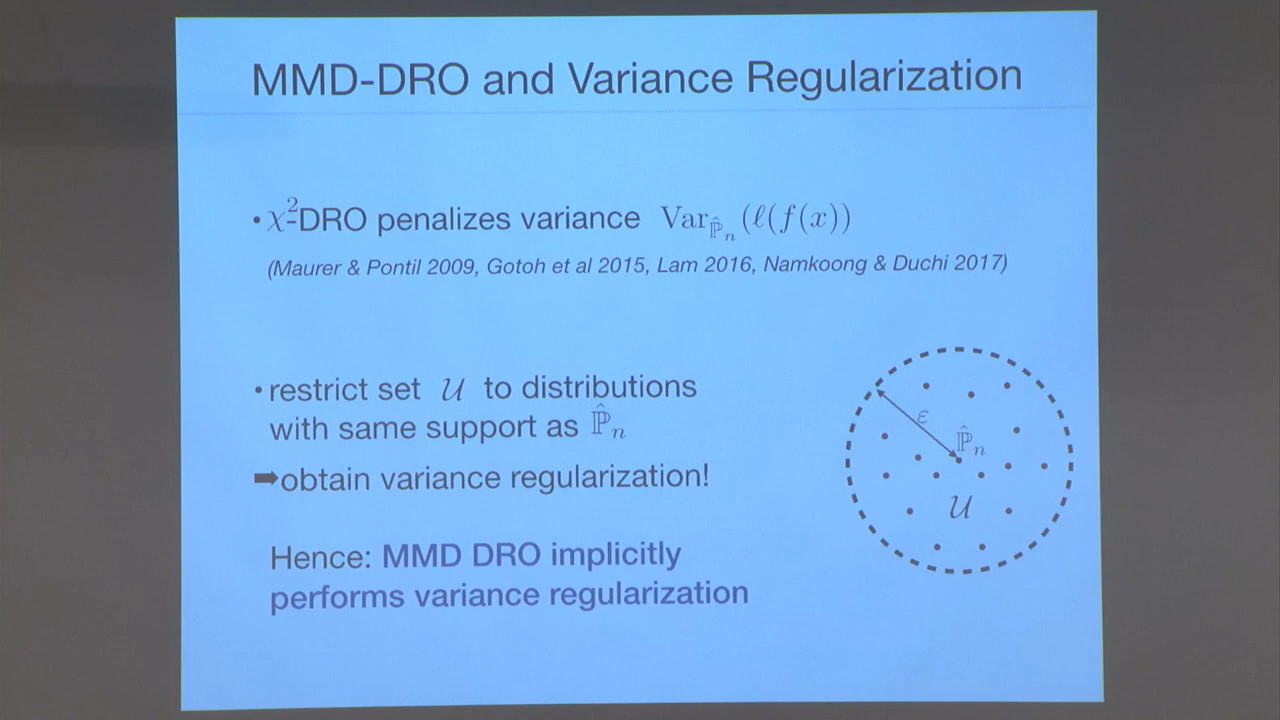 MMD-DRO and Variance Regularization
• χ²-DRO penalizes variance Var_{ℙ̂_n}(ℓ(f(x))
(Maurer & Pontil 2009, Gotoh et al 2015, Lam 2016, Namkoong & Duchi 2017)
• restrict set 𝒰 to distributions
with same support as ℙ̂_n
➡obtain variance regularization!
Hence: MMD DRO implicitly
performs variance regularization
ε
ℙ̂_n
𝒰